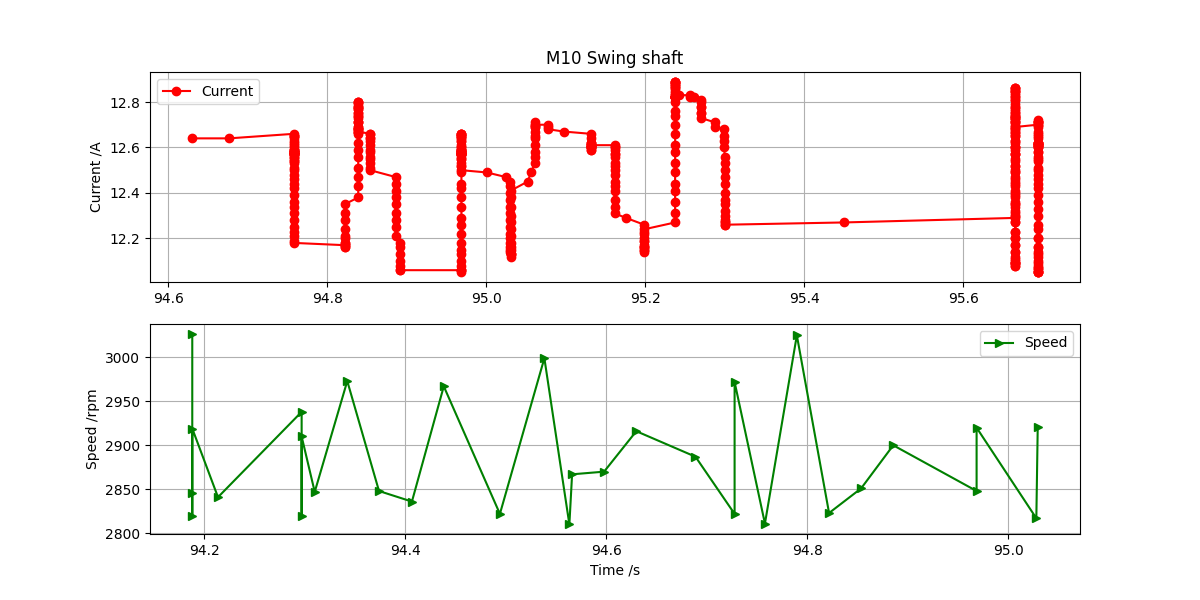 M10 Swing shaft
Current /A
12.8
12.6
12.4
12.2
Current
94.6 94.8 95.0 95.2 95.4 95.6
Speed /rpm
3000
2950
2900
2850
2800
Speed
94.2 94.4 94.6 94.8 95.0
Time /s